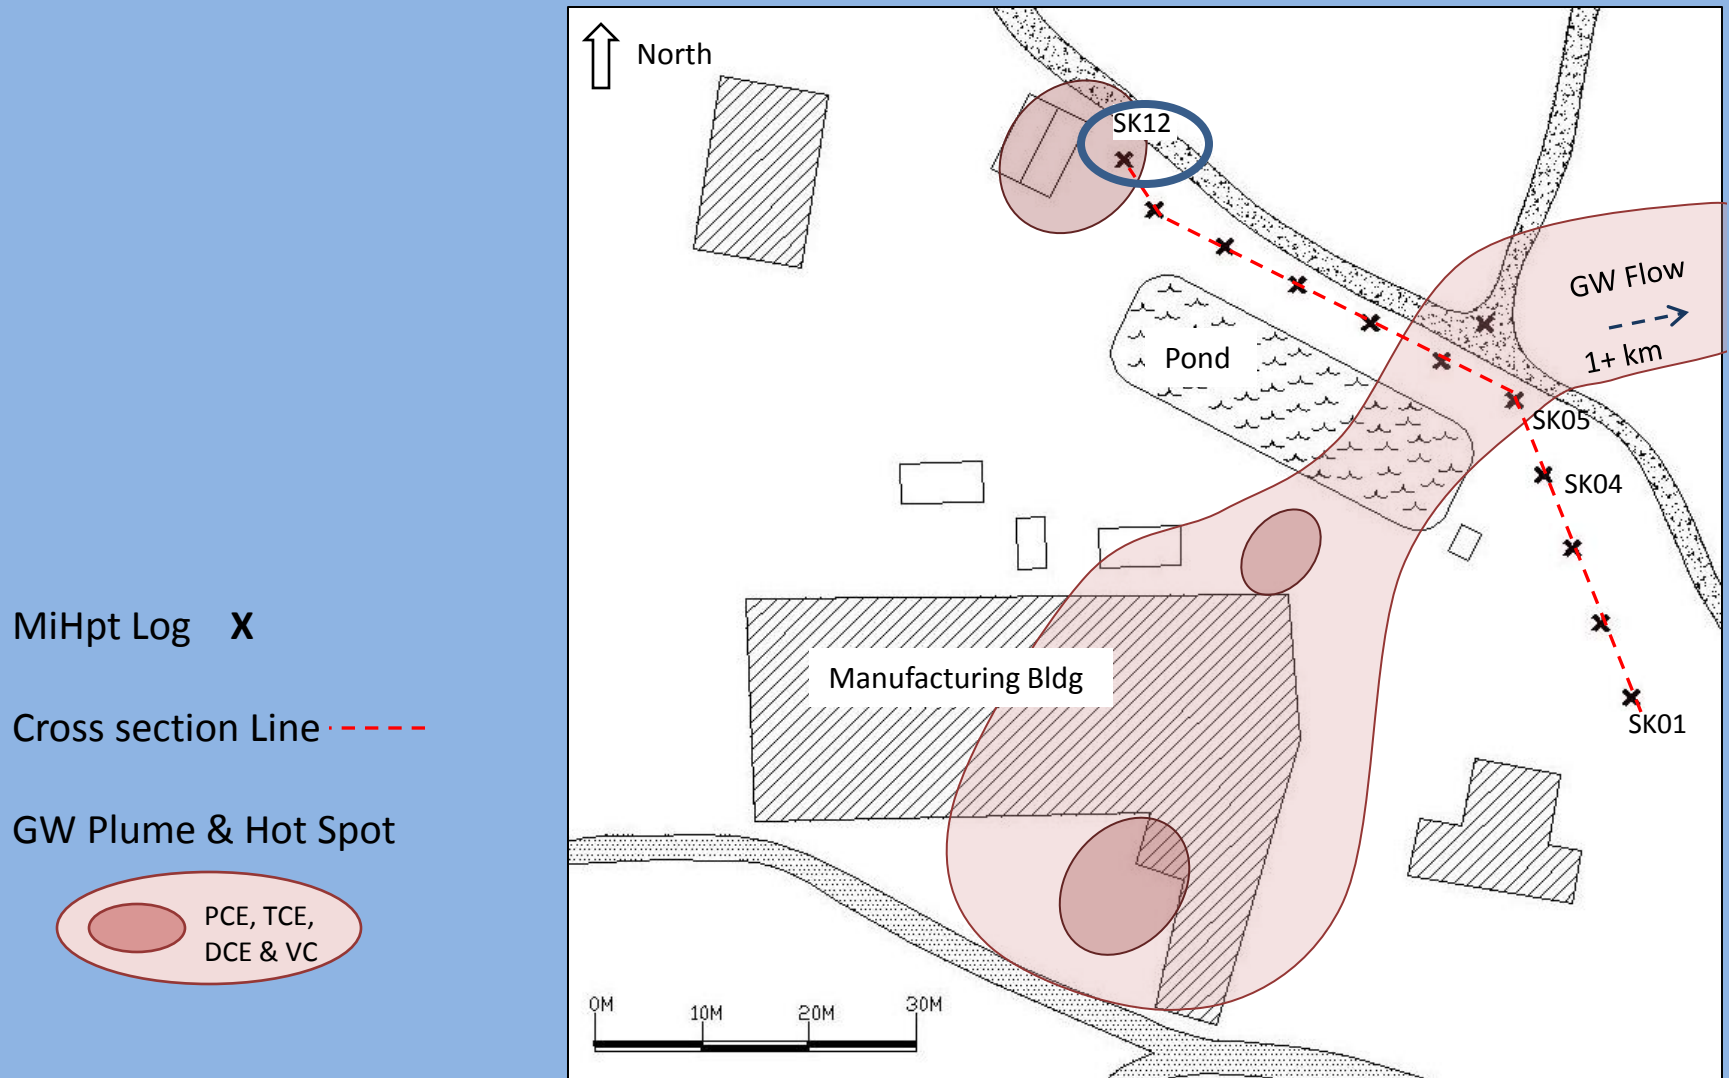 North
SK12
GW Flow
1+ km
Pond
SK05
SK04
MiHpt Log X
Manufacturing Bldg
SK01
Cross section Line
GW Plume & Hot Spot
PCE, TCE,
DCE & VC
0M 10M 20M 30M